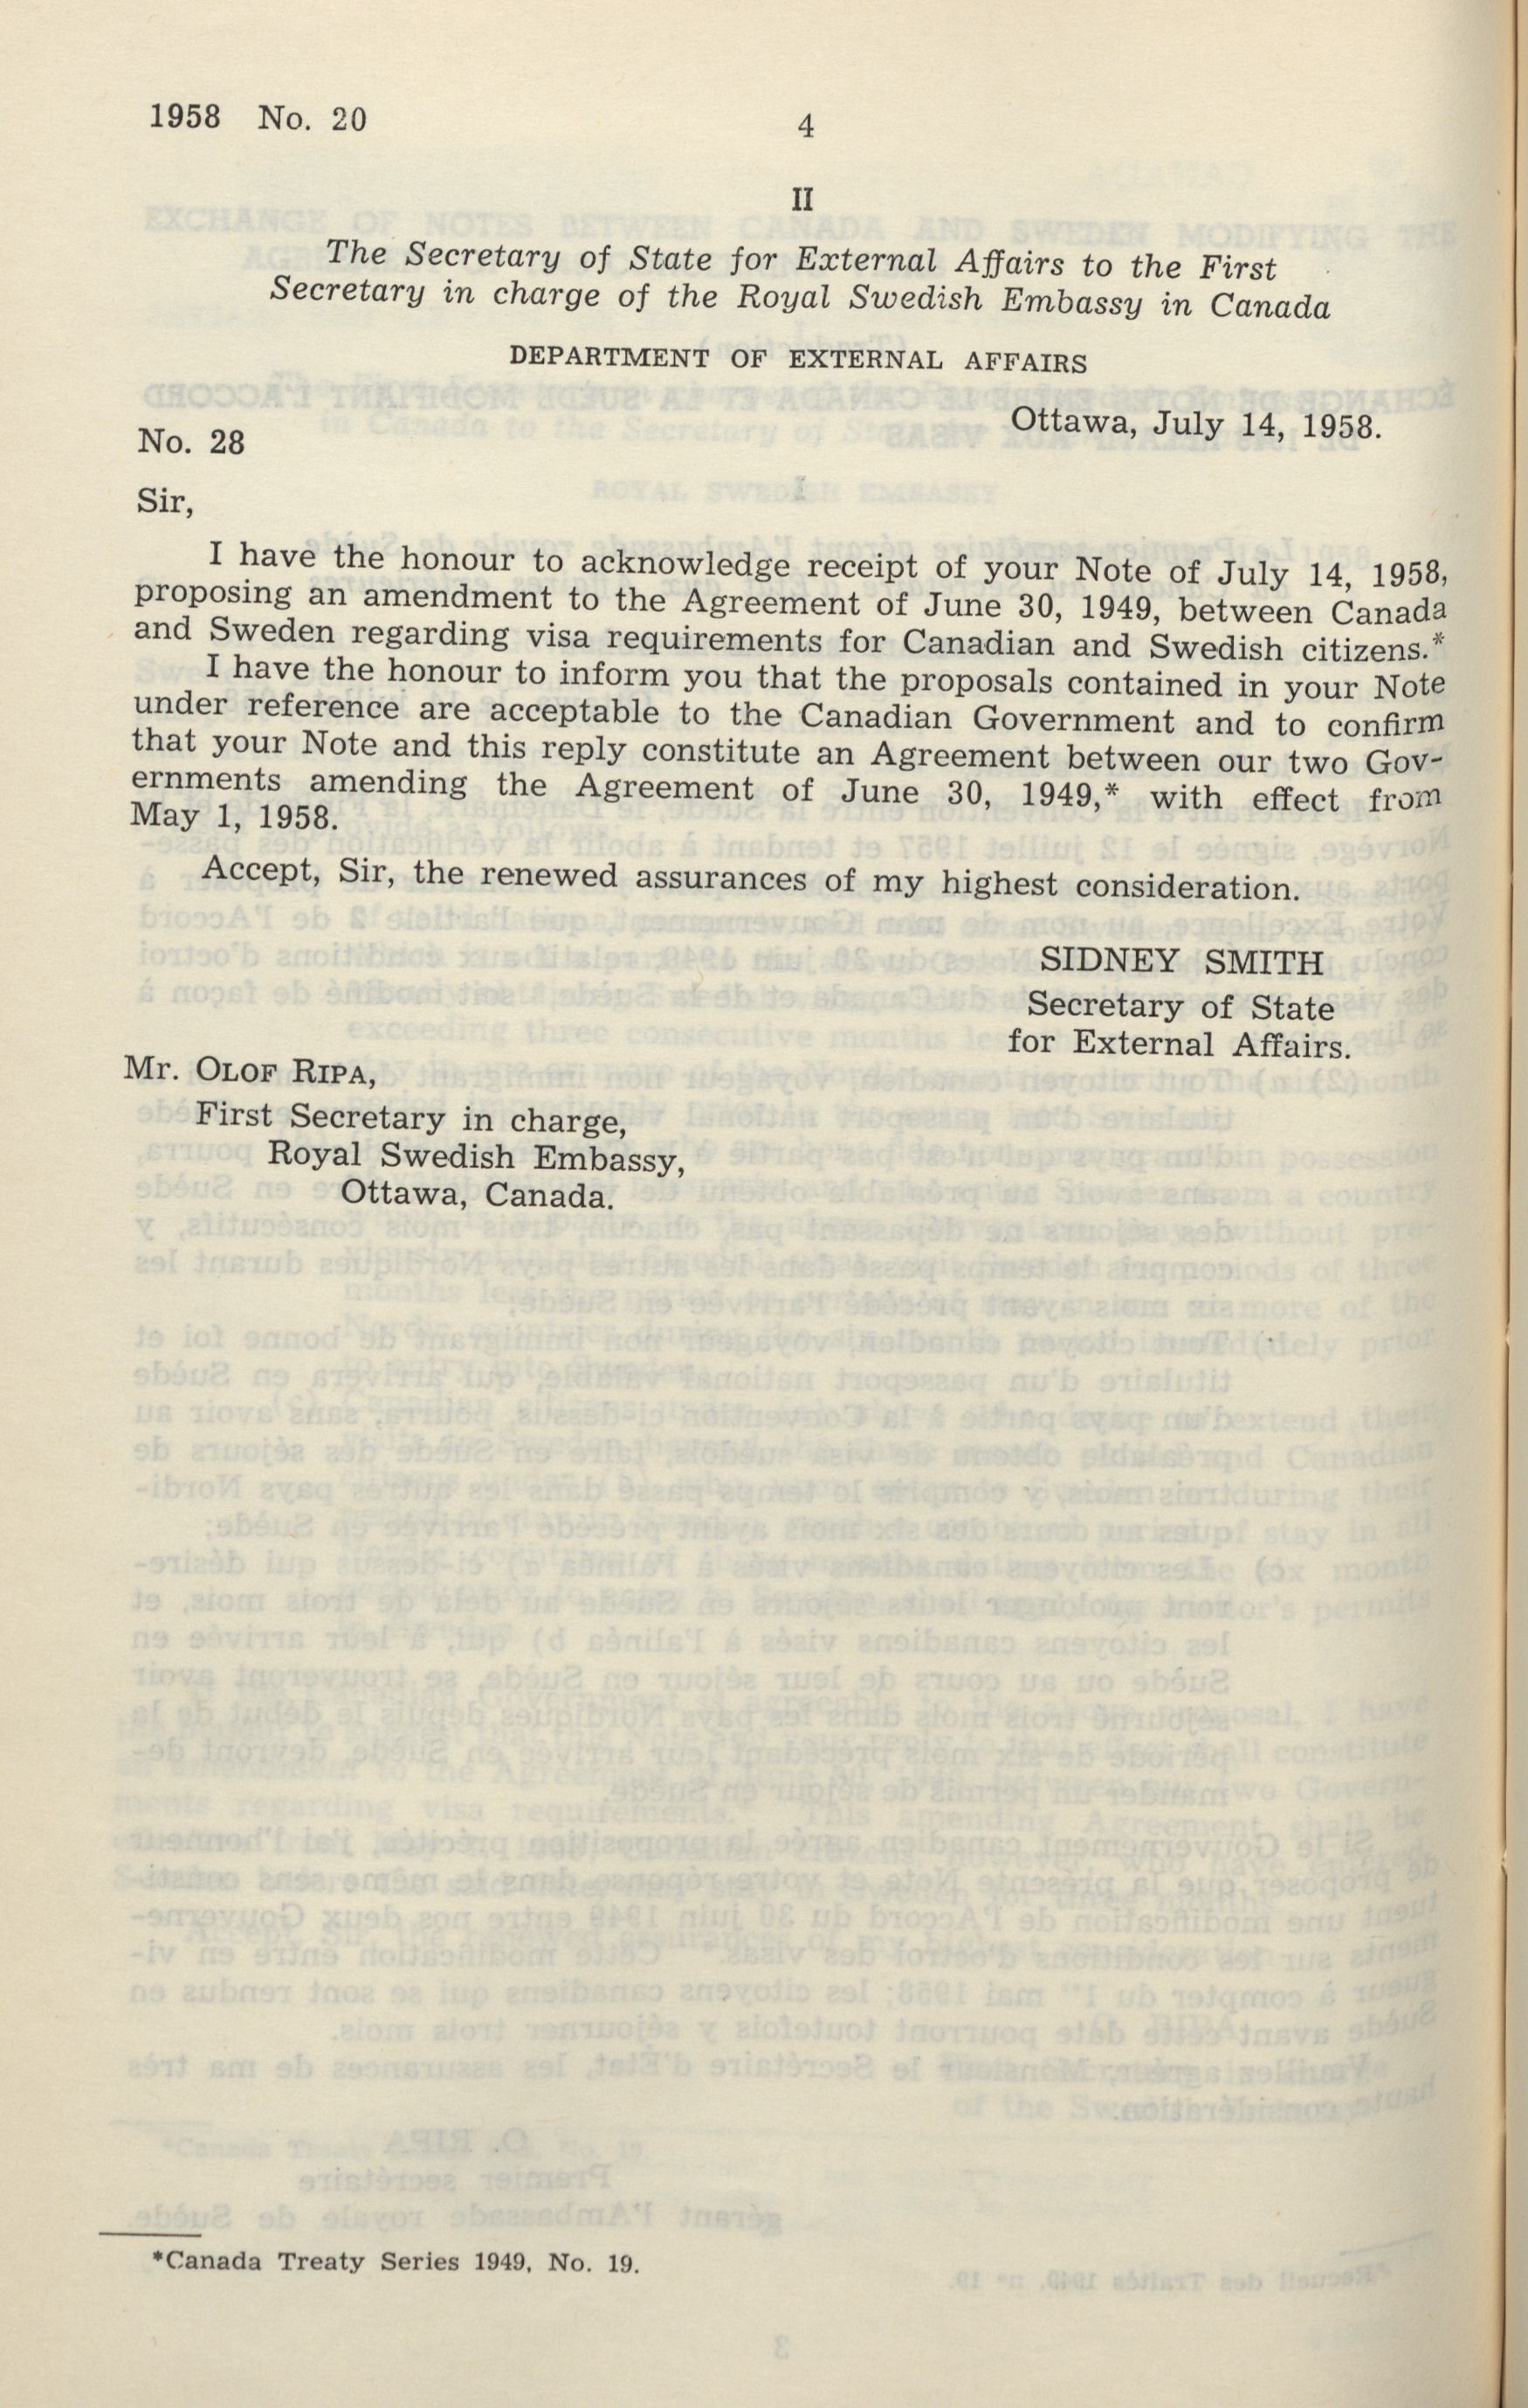 1958 No. 20
4
II
The Secretary of State for External Affairs to the First
Secretary in charge of the Royal Swedish Embassy in Canada
DEPARTMENT OF EXTERNAL AFFAIRS
Ottawa, July 14, 1958.
No. 28
Sir,
I have the honour to acknowledge receipt of your Note of July 14, 1958,
proposing an amendment to the Agreement of June 30, 1949, between Canada
and Sweden regarding visa requirements for Canadian and Swedish citizens.*
I have the honour to inform you that the proposals contained in your Note
under reference are acceptable to the Canadian Government and to confirm
that your Note and this reply constitute an Agreement between our two Gov-
ernments amending the Agreement of June 30, 1949,* with effect from
May 1, 1958.
Accept, Sir, the renewed assurances of my highest consideration.
SIDNEY SMITH
Secretary of State
for External Affairs.
Mr. OLOF RIPA,
First Secretary in charge,
Royal Swedish Embassy,
Ottawa, Canada.
*Canada Treaty Series 1949, No. 19.